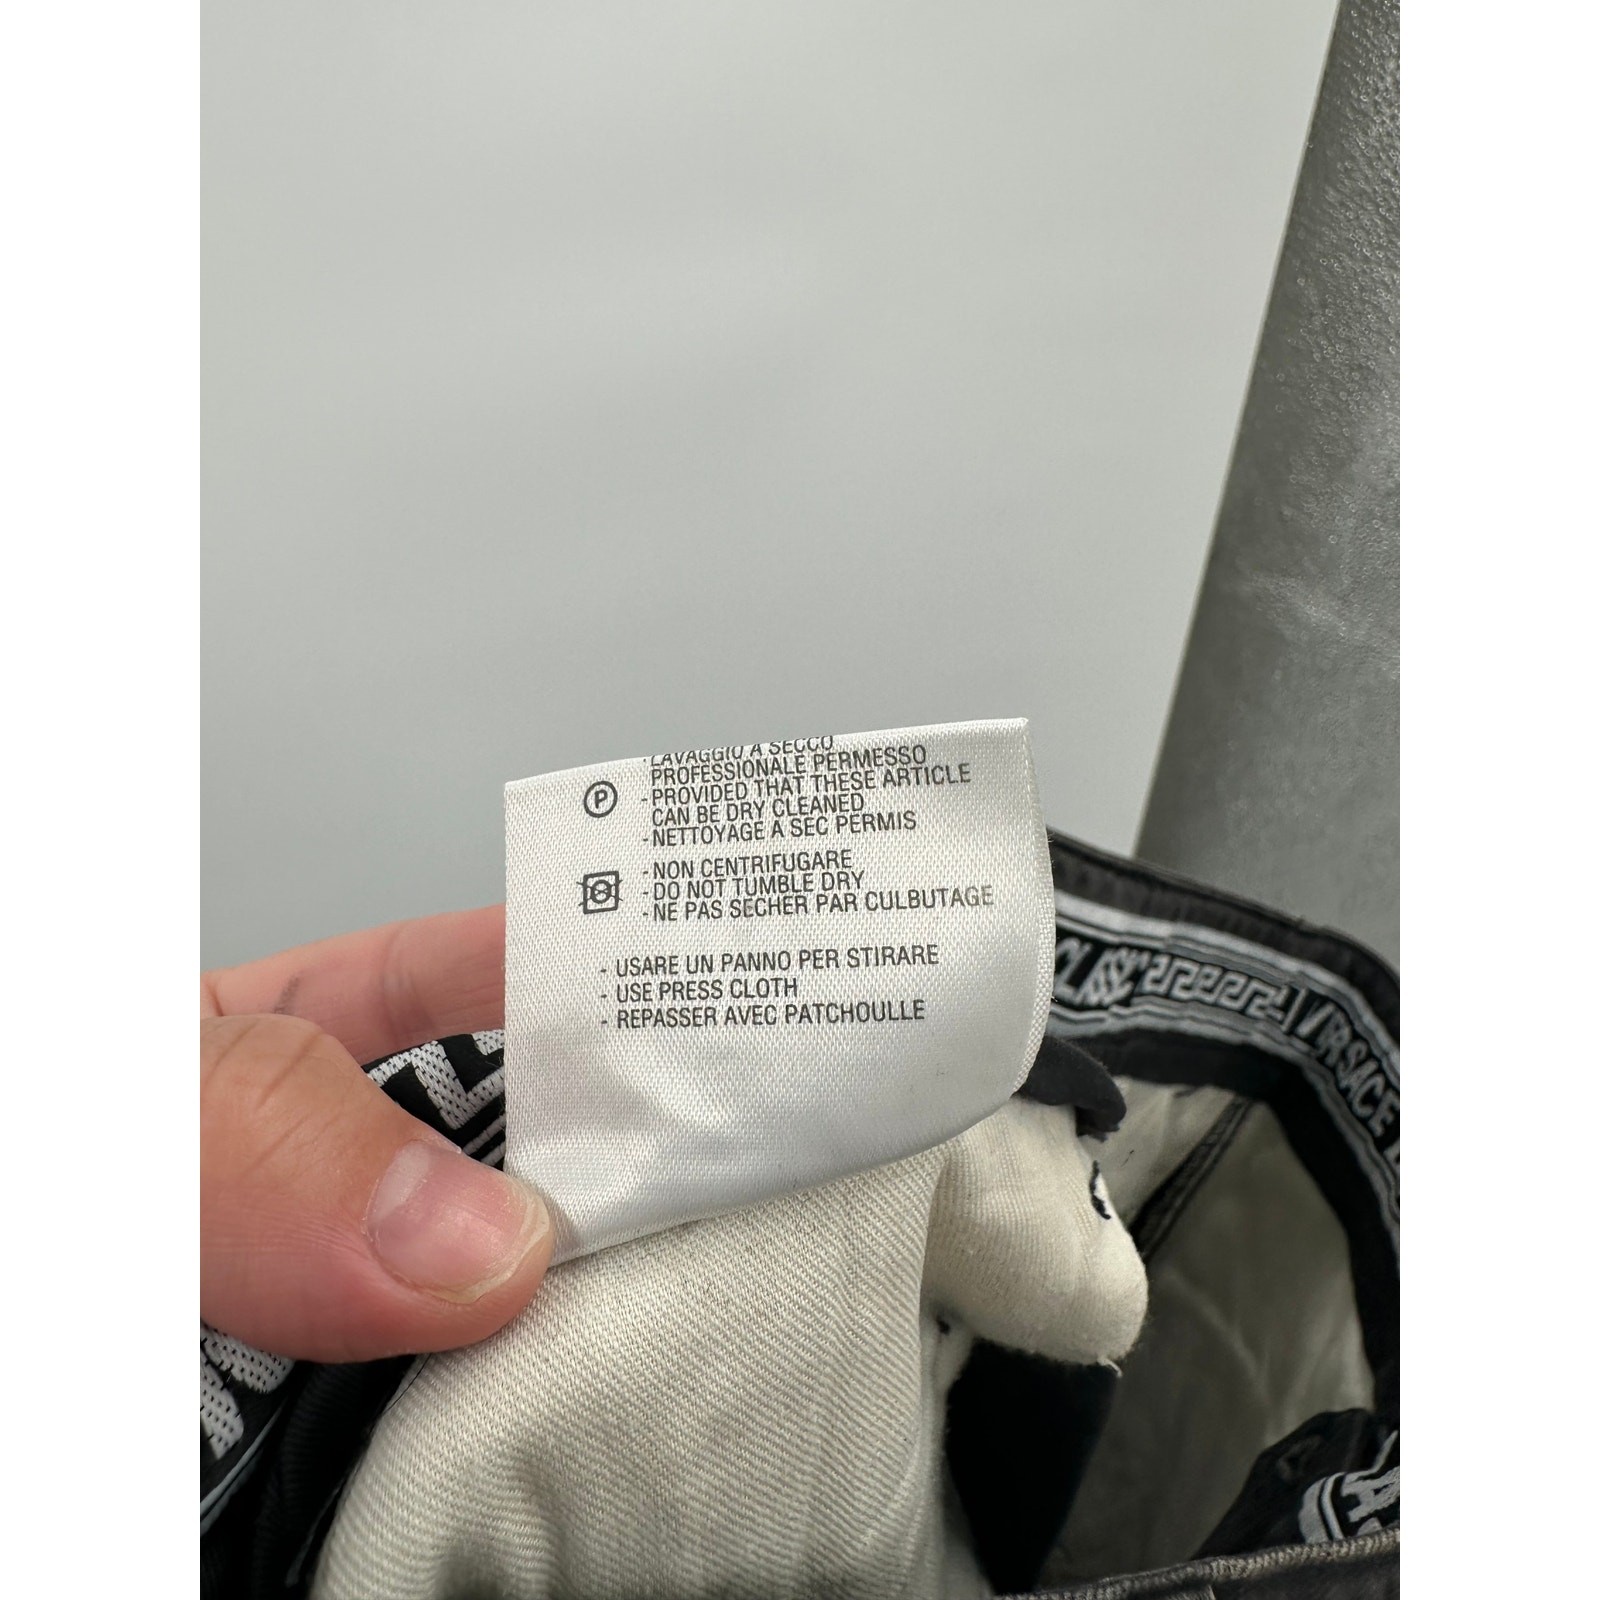 LAVAGGIO A SECCO
PROFESSIONALE PERMESSO
P
- PROVIDED THAT THESE ARTICLE
CAN BE DRY CLEANED
- NETTOYAGE A SEC PERMIS
- NON CENTRIFUGARE
- DO NOT TUMBLE DRY
- NE PAS SECHER PAR CULBUTAGE
- USARE UN PANNO PER STIRARE
- USE PRESS CLOTH
- REPASSER AVEC PATCHOULLE
VERSACE